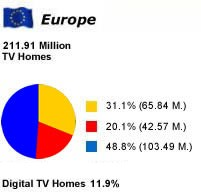 Europe
211.91 Million
TV Homes
31.1% (65.84 M.)
20.1% (42.57 M.)
48.8% (103.49 M.)
Digital TV Homes 11.9%